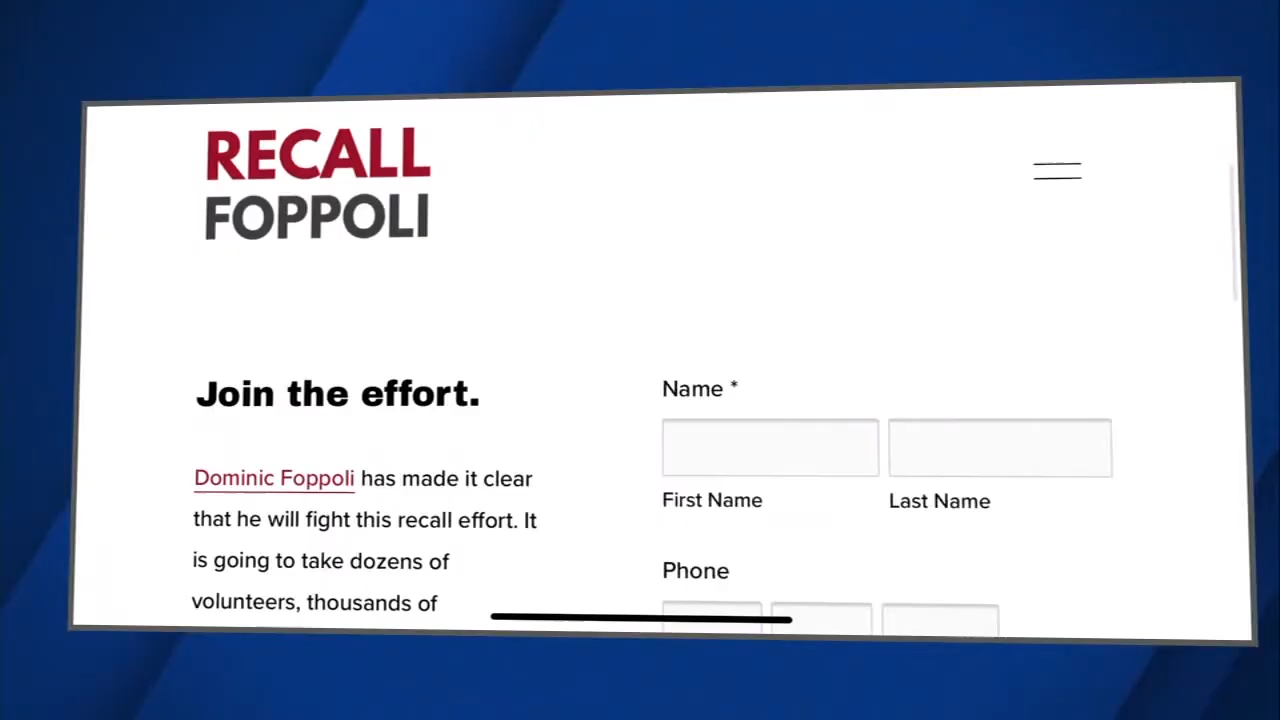 RECALL
FOPPOLI
Join the effort.
Dominic Foppoli has made it clear
that he will fight this recall effort. It
is going to take dozens of
volunteers, thousands of
Name *
First Name
Last Name
Phone